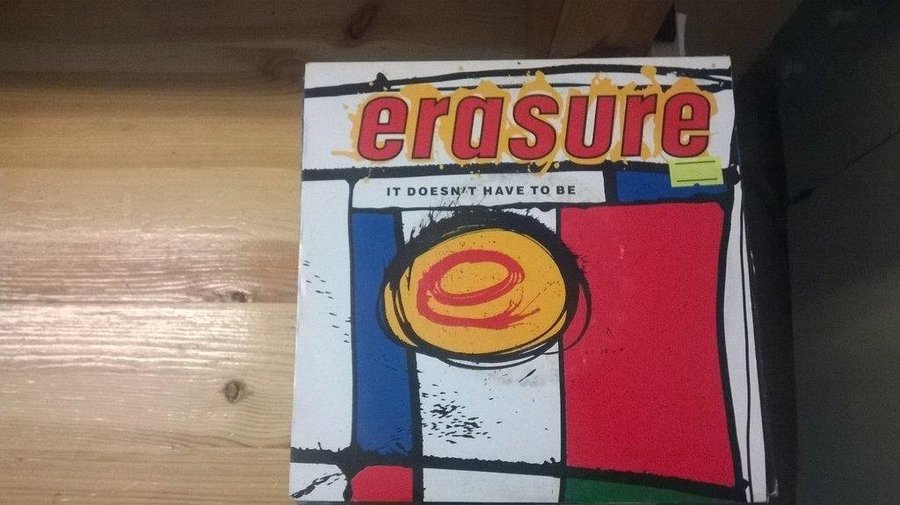 erasure
IT DOESN'T HAVE TO BE
e